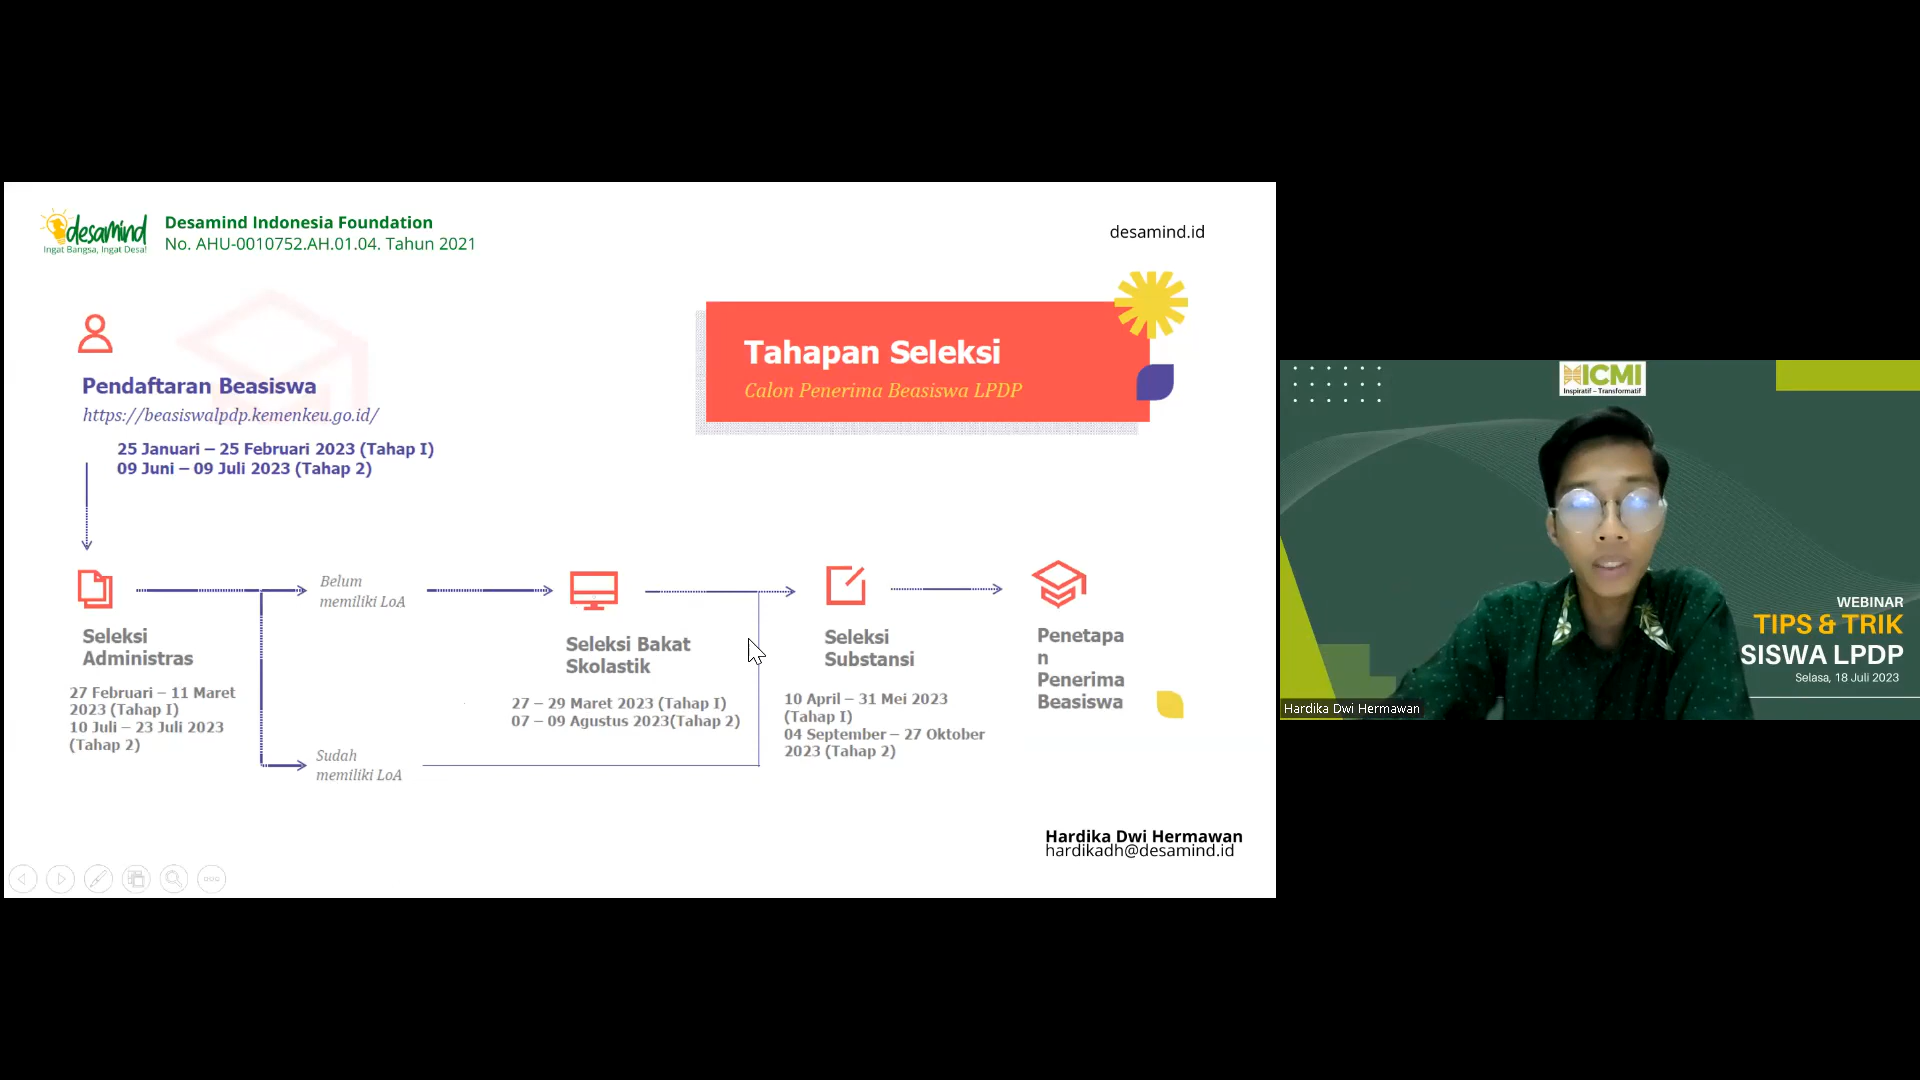 desamind
Ingat Bangsa, Ingat Desa!
Desamind Indonesia Foundation
No. AHU-0010752.AH.01.04. Tahun 2021
desamind.id
Tahapan Seleksi
Calon Penerima Beasiswa LPDP
Pendaftaran Beasiswa
https://beasiswalpdp.kemenkeu.go.id/
25 Januari – 25 Februari 2023 (Tahap I)
09 Juni – 09 Juli 2023 (Tahap 2)
Seleksi
Administras
27 Februari – 11 Maret
2023 (Tahap I)
10 Juli – 23 Juli 2023
(Tahap 2)
Belum
memiliki LoA
Sudah
memiliki LoA
Seleksi Bakat
Skolastik
27 – 29 Maret 2023 (Tahap I)
07 – 09 Agustus 2023(Tahap 2)
Seleksi
Substansi
10 April – 31 Mei 2023
(Tahap I)
04 September – 27 Oktober
2023 (Tahap 2)
Penetapa
n
Penerima
Beasiswa
Hardika Dwi Hermawan
hardikadh@desamind.id
ICMI
Inspiratif – Transformatif
WEBINAR
TIPS & TRIK
SISWA LPDP
Selasa, 18 Juli 2023
Hardika Dwi Hermawan